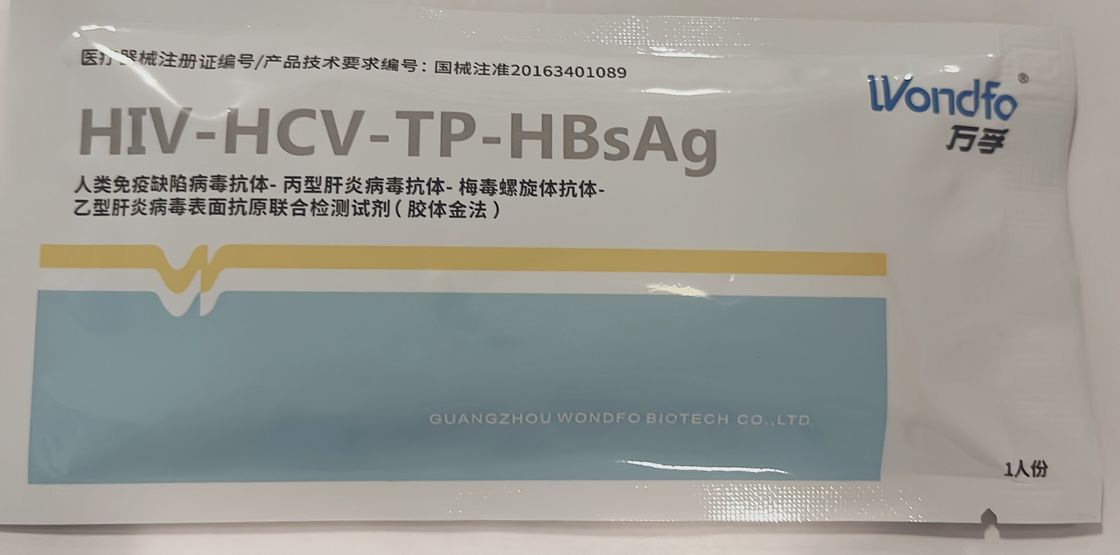 医疗器械注册证编号/产品技术要求编号：国械注准20163401089
Wondfo®
万孚
HIV-HCV-TP-HBsAg
人类免疫缺陷病毒抗体- 丙型肝炎病毒抗体- 梅毒螺旋体抗体-
乙型肝炎病毒表面抗原联合检测试剂（胶体金法）
GUANGZHOU WONDFO BIOTECH CO.,LTD.
1人份